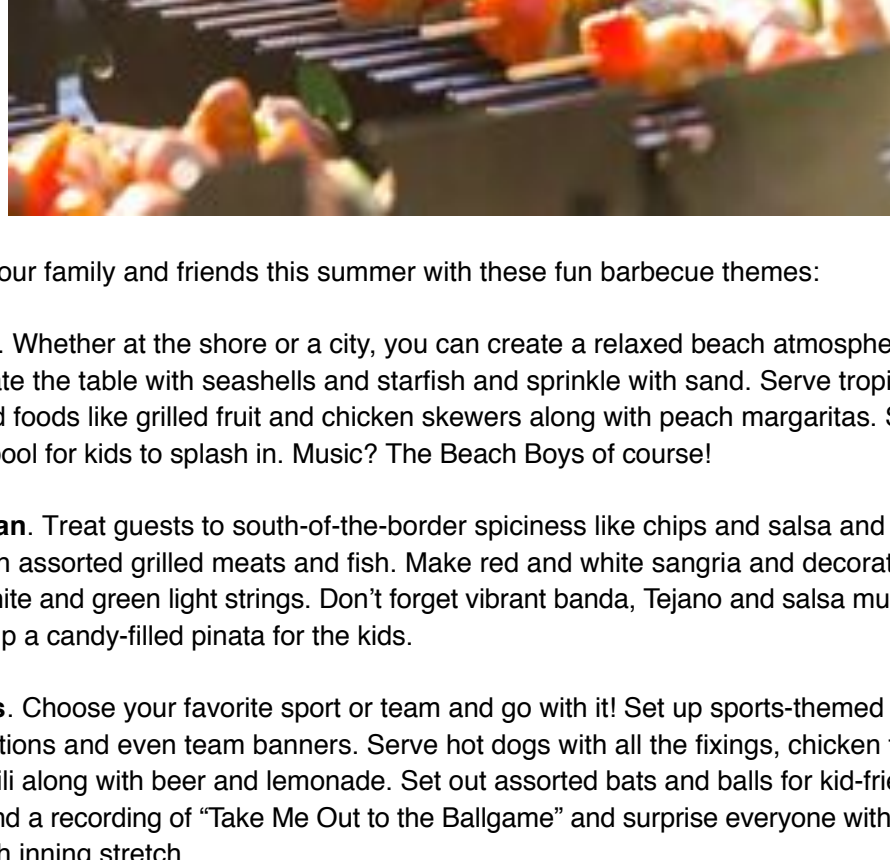 our family and friends this summer with these fun barbecue themes:
. Whether at the shore or a city, you can create a relaxed beach atmosphe
te the table with seashells and starfish and sprinkle with sand. Serve tropi
d foods like grilled fruit and chicken skewers along with peach margaritas. S
ool for kids to splash in. Music? The Beach Boys of course!
an. Treat guests to south-of-the-border spiciness like chips and salsa and
n assorted grilled meats and fish. Make red and white sangria and decorat
ite and green light strings. Don’t forget vibrant banda, Tejano and salsa mu
p a candy-filled pinata for the kids.
s. Choose your favorite sport or team and go with it! Set up sports-themed
tions and even team banners. Serve hot dogs with all the fixings, chicken
ili along with beer and lemonade. Set out assorted bats and balls for kid-frie
nd a recording of “Take Me Out to the Ballgame” and surprise everyone with
h inning stretch